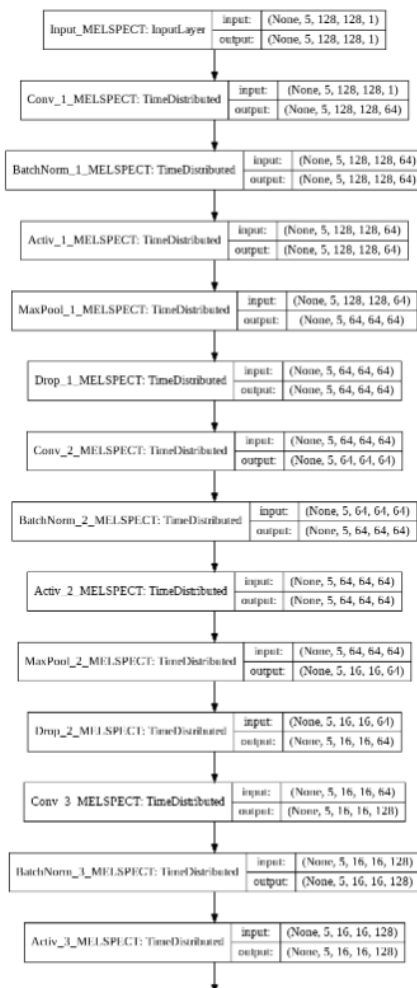 Input_MELSPECT: InputLayer
input: (None, 5, 128, 128, 1)
output: (None, 5, 128, 128, 1)
Conv_1_MELSPECT: TimeDistributed
input: (None, 5, 128, 128, 1)
output: (None, 5, 128, 128, 64)
BatchNorm_1_MELSPECT: TimeDistributed
input: (None, 5, 128, 128, 64)
output: (None, 5, 128, 128, 64)
Activ_1_MELSPECT: TimeDistributed
input: (None, 5, 128, 128, 64)
output: (None, 5, 128, 128, 64)
MaxPool_1_MELSPECT: TimeDistributed
input: (None, 5, 128, 128, 64)
output: (None, 5, 64, 64, 64)
Drop_1_MELSPECT: TimeDistributed
input: (None, 5, 64, 64, 64)
output: (None, 5, 64, 64, 64)
Conv_2_MELSPECT: TimeDistributed
input: (None, 5, 64, 64, 64)
output: (None, 5, 64, 64, 64)
BatchNorm_2_MELSPECT: TimeDistributed
input: (None, 5, 64, 64, 64)
output: (None, 5, 64, 64, 64)
Activ_2_MELSPECT: TimeDistributed
input: (None, 5, 64, 64, 64)
output: (None, 5, 64, 64, 64)
MaxPool_2_MELSPECT: TimeDistributed
input: (None, 5, 64, 64, 64)
output: (None, 5, 16, 16, 64)
Drop_2_MELSPECT: TimeDistributed
input: (None, 5, 16, 16, 64)
output: (None, 5, 16, 16, 64)
Conv_3_MELSPECT: TimeDistributed
input: (None, 5, 16, 16, 64)
output: (None, 5, 16, 16, 128)
BatchNorm_3_MELSPECT: TimeDistributed
input: (None, 5, 16, 16, 128)
output: (None, 5, 16, 16, 128)
Activ_3_MELSPECT: TimeDistributed
input: (None, 5, 16, 16, 128)
output: (None, 5, 16, 16, 128)